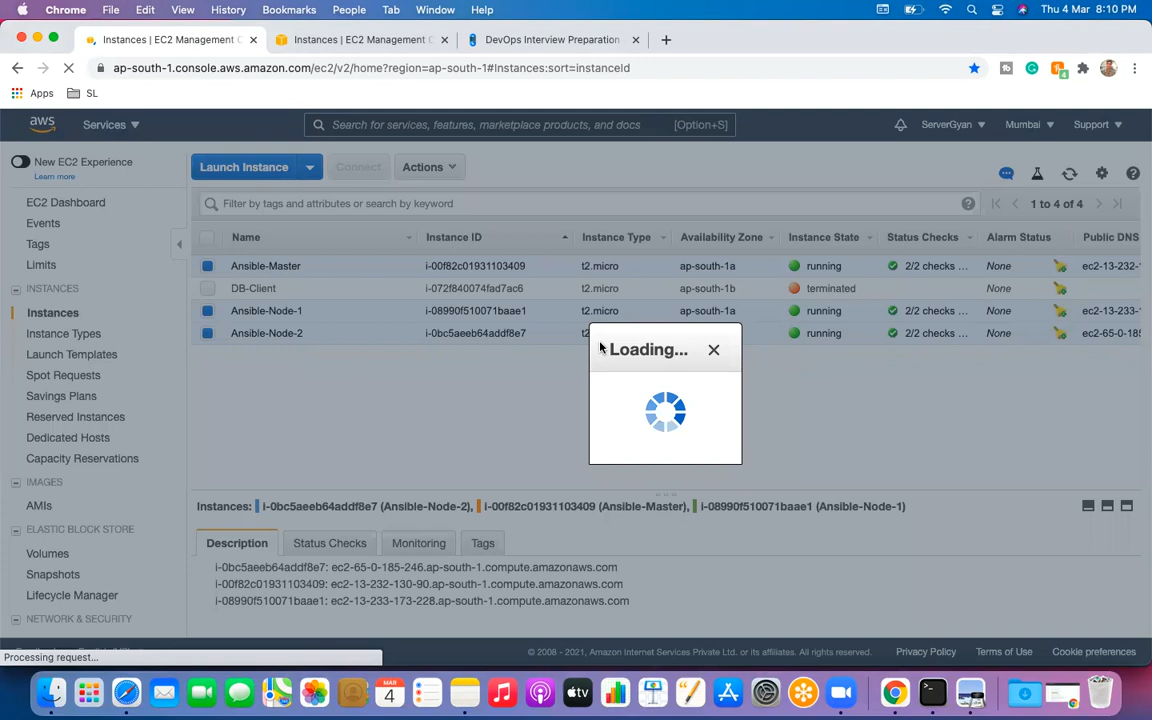 Chrome File Edit View History Bookmarks People Tab Window Help Thu 4 Mar 8:10 PM
Instances | EC2 Management C Instances | EC2 Management C DevOps Interview Preparation
ap-south-1.console.aws.amazon.com/ec2/v2/home?region=ap-south-1#Instances:sort=instanceId
Apps SL
aws Services Search for services, features, marketplace products, and docs [Option+S] ServerGyan Mumbai Support
New EC2 Experience
Learn more
Launch Instance Connect Actions
EC2 Dashboard
Events
Tags
Limits
INSTANCES
Instances
Instance Types
Launch Templates
Spot Requests
Savings Plans
Reserved Instances
Dedicated Hosts
Capacity Reservations
IMAGES
AMIs
ELASTIC BLOCK STORE
Volumes
Snapshots
Lifecycle Manager
NETWORK & SECURITY
Filter by tags and attributes or search by keyword 1 to 4 of 4
Name Instance ID Instance Type Availability Zone Instance State Status Checks Alarm Status Public DNS
Ansible-Master i-00f82c01931103409 t2.micro ap-south-1a running 2/2 checks ... None ec2-13-232-
DB-Client i-072f840074fad7ac6 t2.micro ap-south-1b terminated None
Ansible-Node-1 i-08990f510071baae1 t2.micro ap-south-1a running 2/2 checks ... None ec2-13-233-
Ansible-Node-2 i-0bc5aeeb64addf8e7 running 2/2 checks ... None ec2-65-0-185
Loading...
Instances: i-0bc5aeeb64addf8e7 (Ansible-Node-2), i-00f82c01931103409 (Ansible-Master), i-08990f510071baae1 (Ansible-Node-1)
Description Status Checks Monitoring Tags
i-0bc5aeeb64addf8e7: ec2-65-0-185-246.ap-south-1.compute.amazonaws.com
i-00f82c01931103409: ec2-13-232-130-90.ap-south-1.compute.amazonaws.com
i-08990f510071baae1: ec2-13-233-173-228.ap-south-1.compute.amazonaws.com
Processing request...
© 2008 - 2021, Amazon Internet Services Private Ltd. or its affiliates. All rights reserved. Privacy Policy Terms of Use Cookie preferences
MAR
4
tv